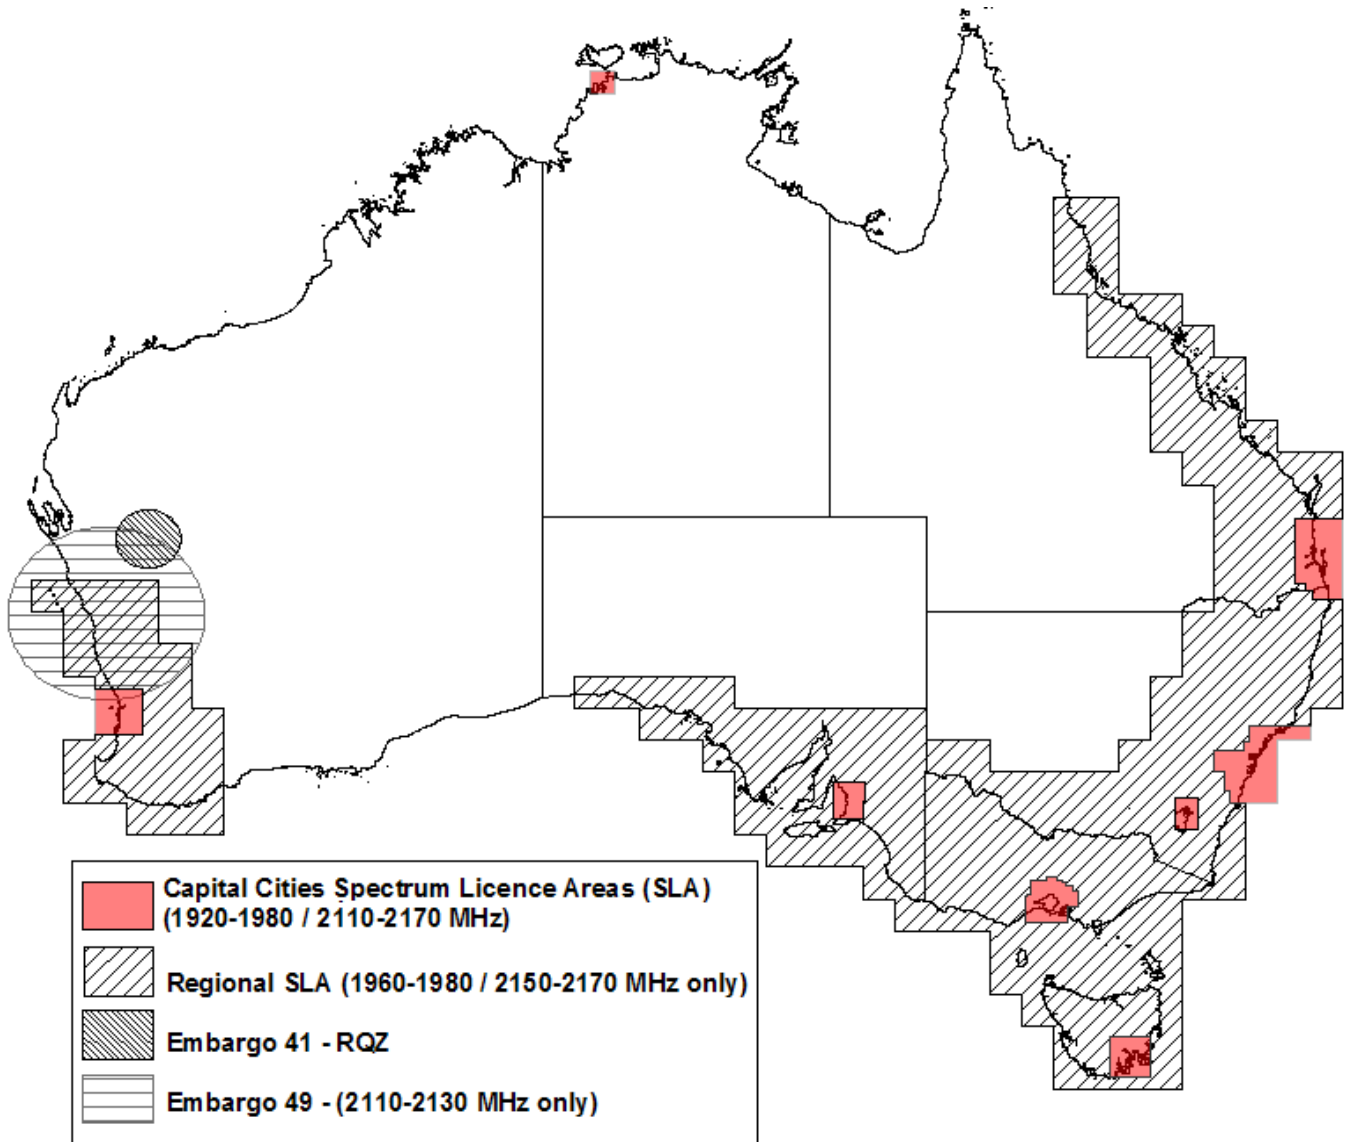 Capital Cities Spectrum Licence Areas (SLA)
(1920-1980 / 2110-2170 MHz)
Regional SLA (1960-1980 / 2150-2170 MHz only)
Embargo 41 - RQZ
Embargo 49 - (2110-2130 MHz only)